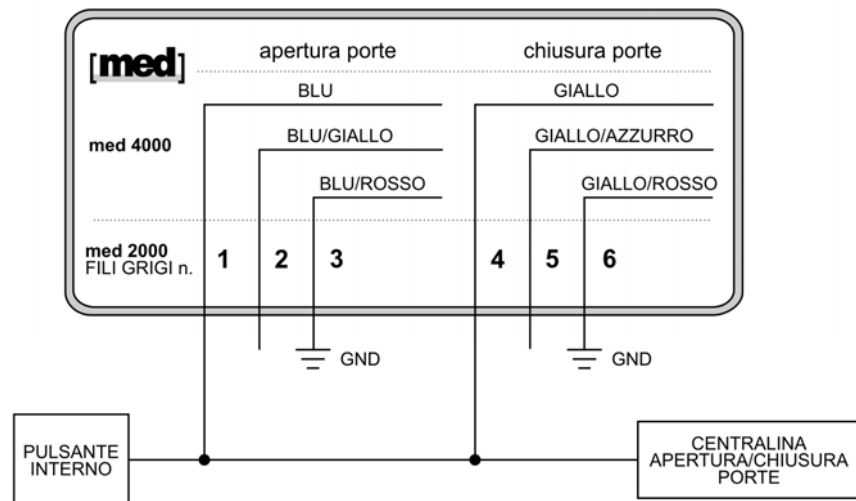 [med]
apertura porte
chiusura porte
BLU
GIALLO
med 4000
BLU/GIALLO
GIALLO/AZZURRO
BLU/ROSSO
GIALLO/ROSSO
med 2000
FILI GRIGI n.
1 2 3 4 5 6
GND
GND
PULSANTE
INTERNO
CENTRALINA
APERTURA/CHIUSURA
PORTE